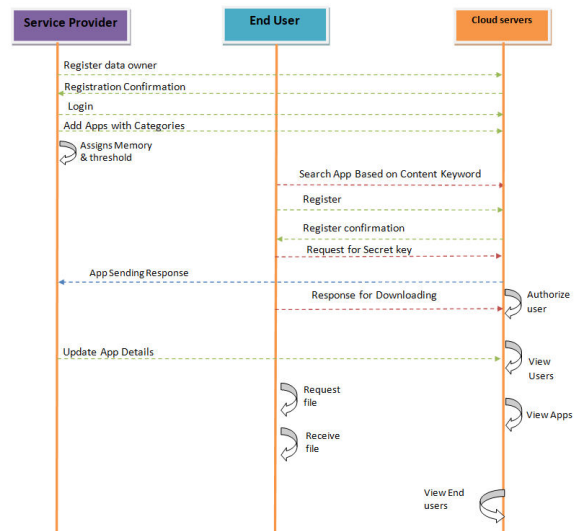 Service Provider
End User
Cloud servers
Register data owner
Registration Confirmation
Login
Add Apps with Categories
Assigns Memory
& threshold
Search App Based on Content Keyword
Register
Register confirmation
Request for Secret key
App Sending Response
Response for Downloading
Authorize
user
Update App Details
View
Users
Request
file
View Apps
Receive
file
View End
users